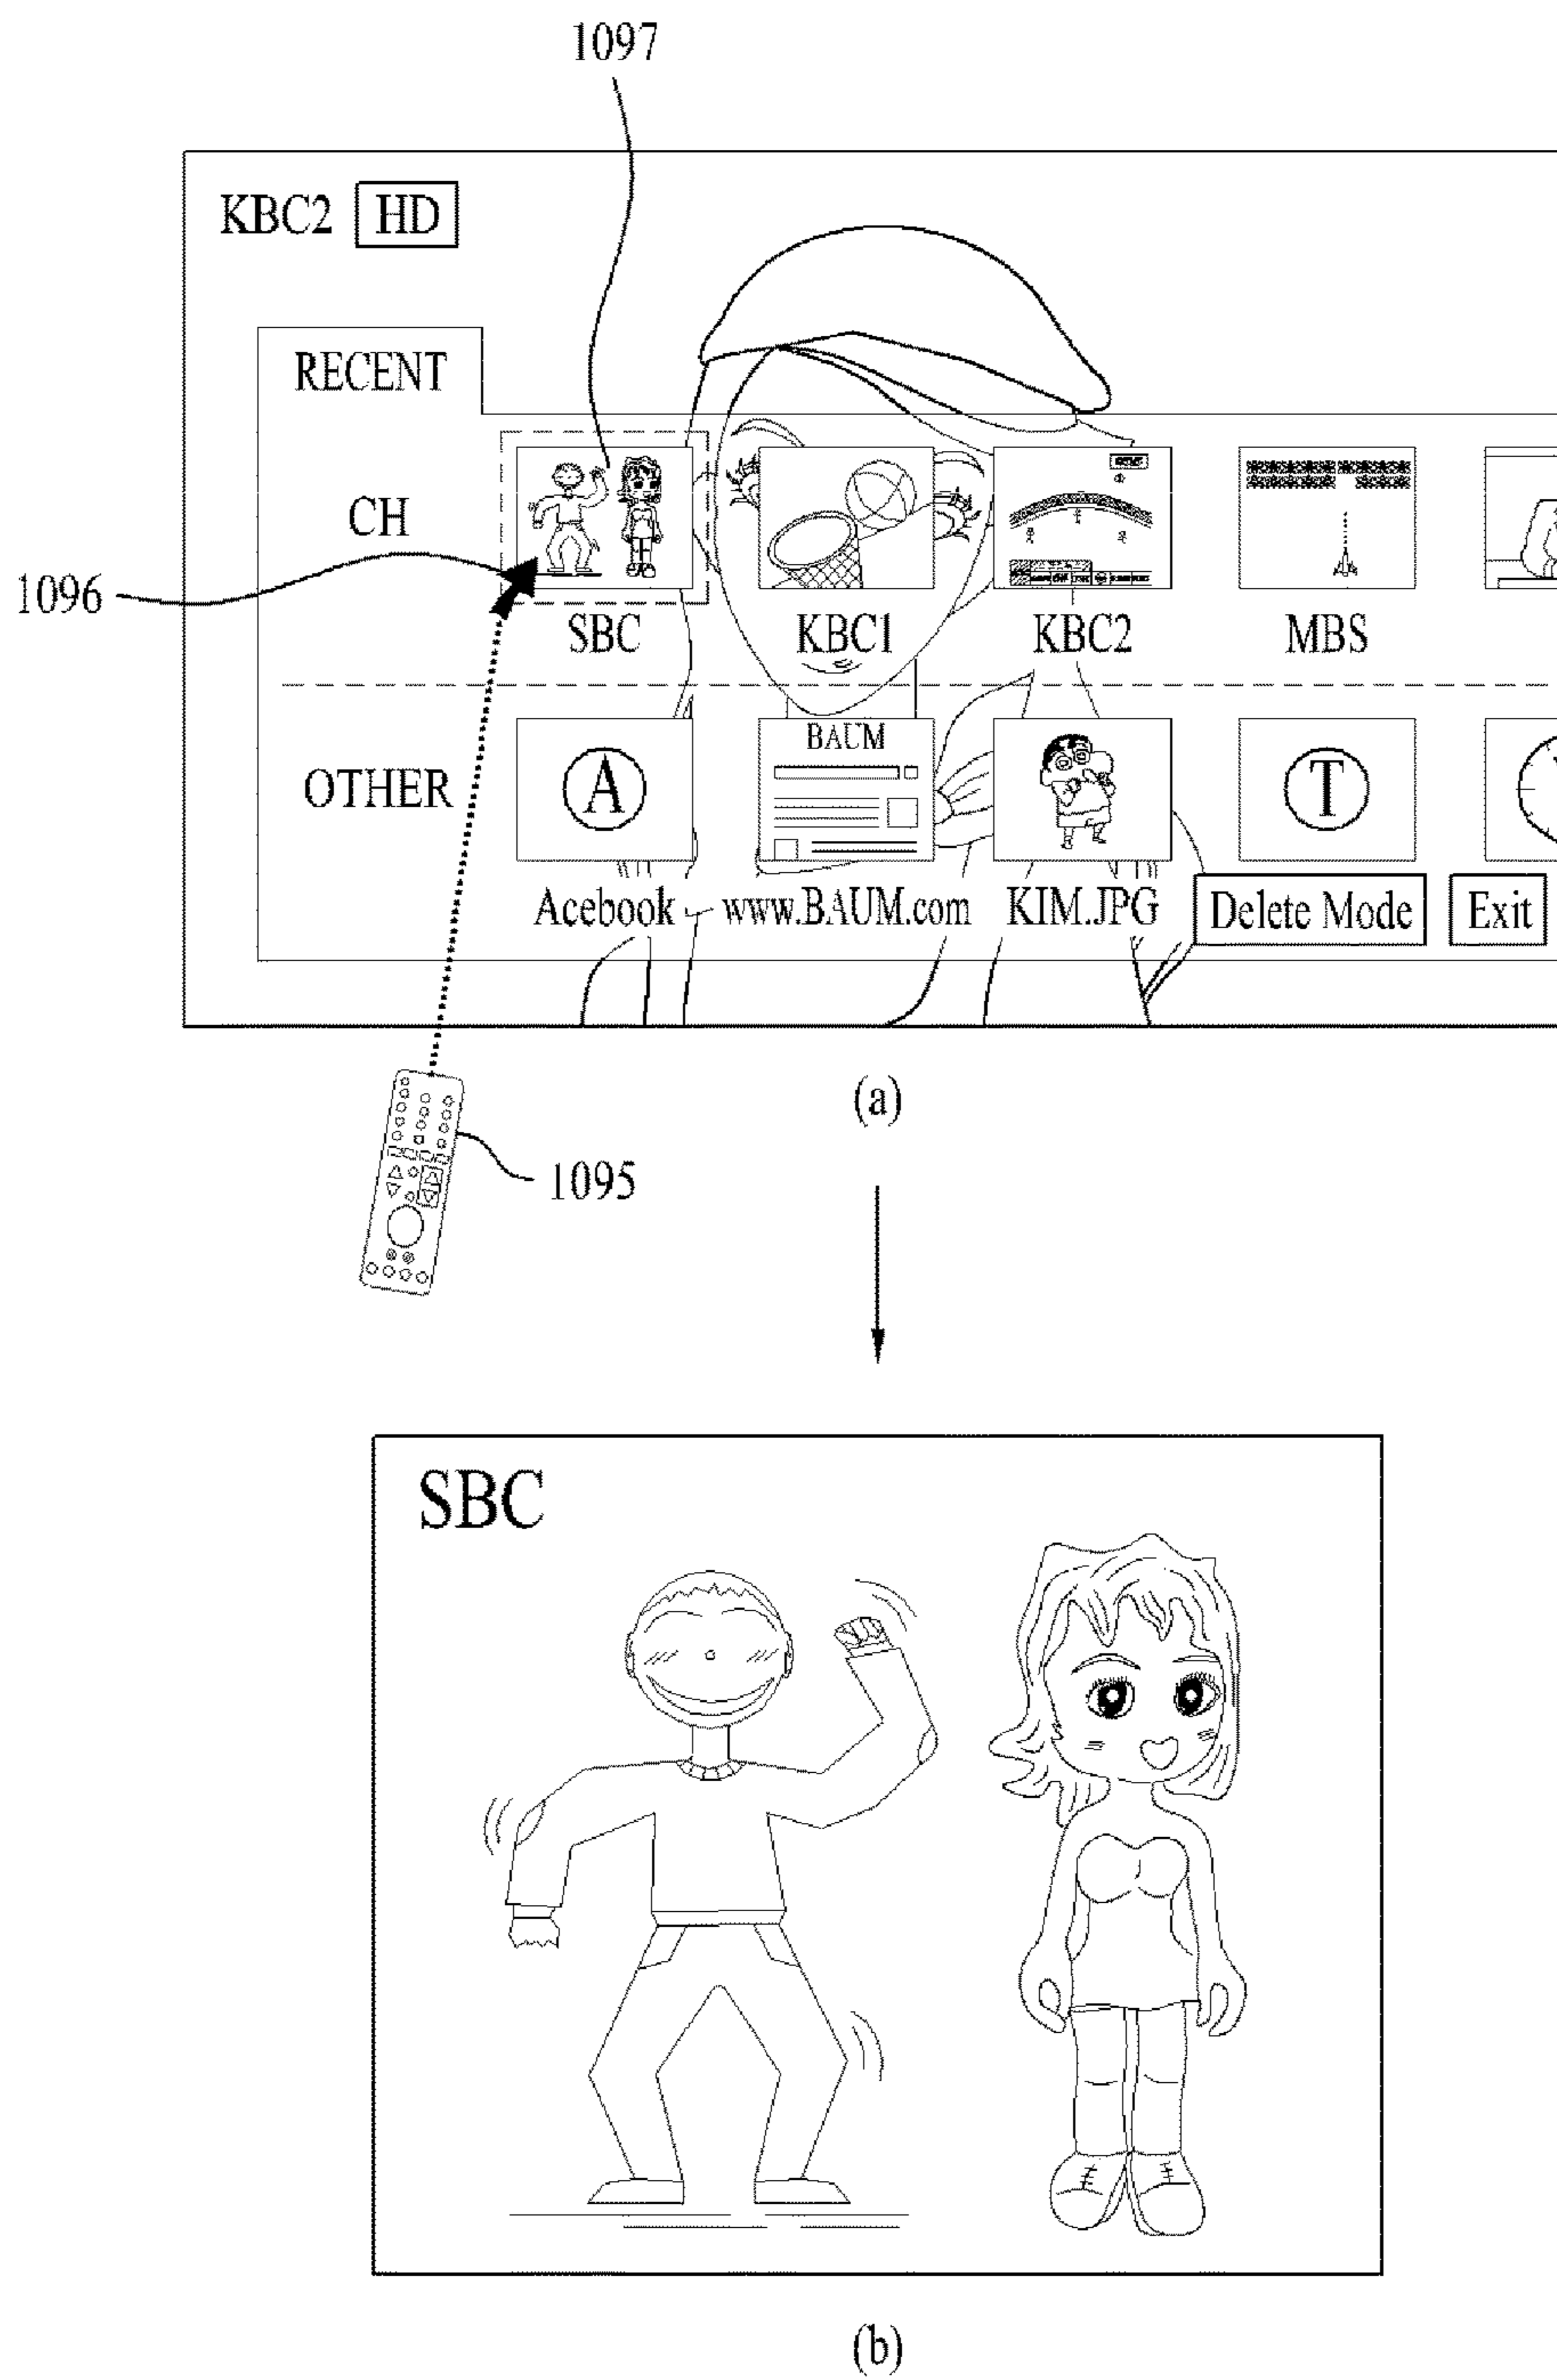 1097
KBC2 HD
RECENT
CH
1096
SBC KBC1 KBC2 MBS
OTHER
A
BAUM
T
Acebook www.BAUM.com KIM.JPG Delete Mode Exit
(a)
1095
SBC
(b)